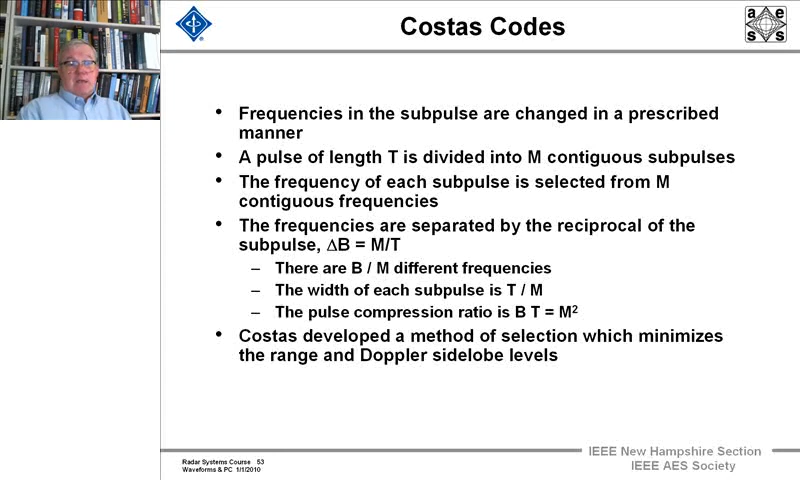 Costas Codes
a e
s s
• Frequencies in the subpulse are changed in a prescribed
manner
• A pulse of length T is divided into M contiguous subpulses
• The frequency of each subpulse is selected from M
contiguous frequencies
• The frequencies are separated by the reciprocal of the
subpulse, ΔB = M/T
– There are B / M different frequencies
– The width of each subpulse is T / M
– The pulse compression ratio is B T = M²
• Costas developed a method of selection which minimizes
the range and Doppler sidelobe levels
Radar Systems Course 53
Waveforms & PC 1/1/2010
IEEE New Hampshire Section
IEEE AES Society